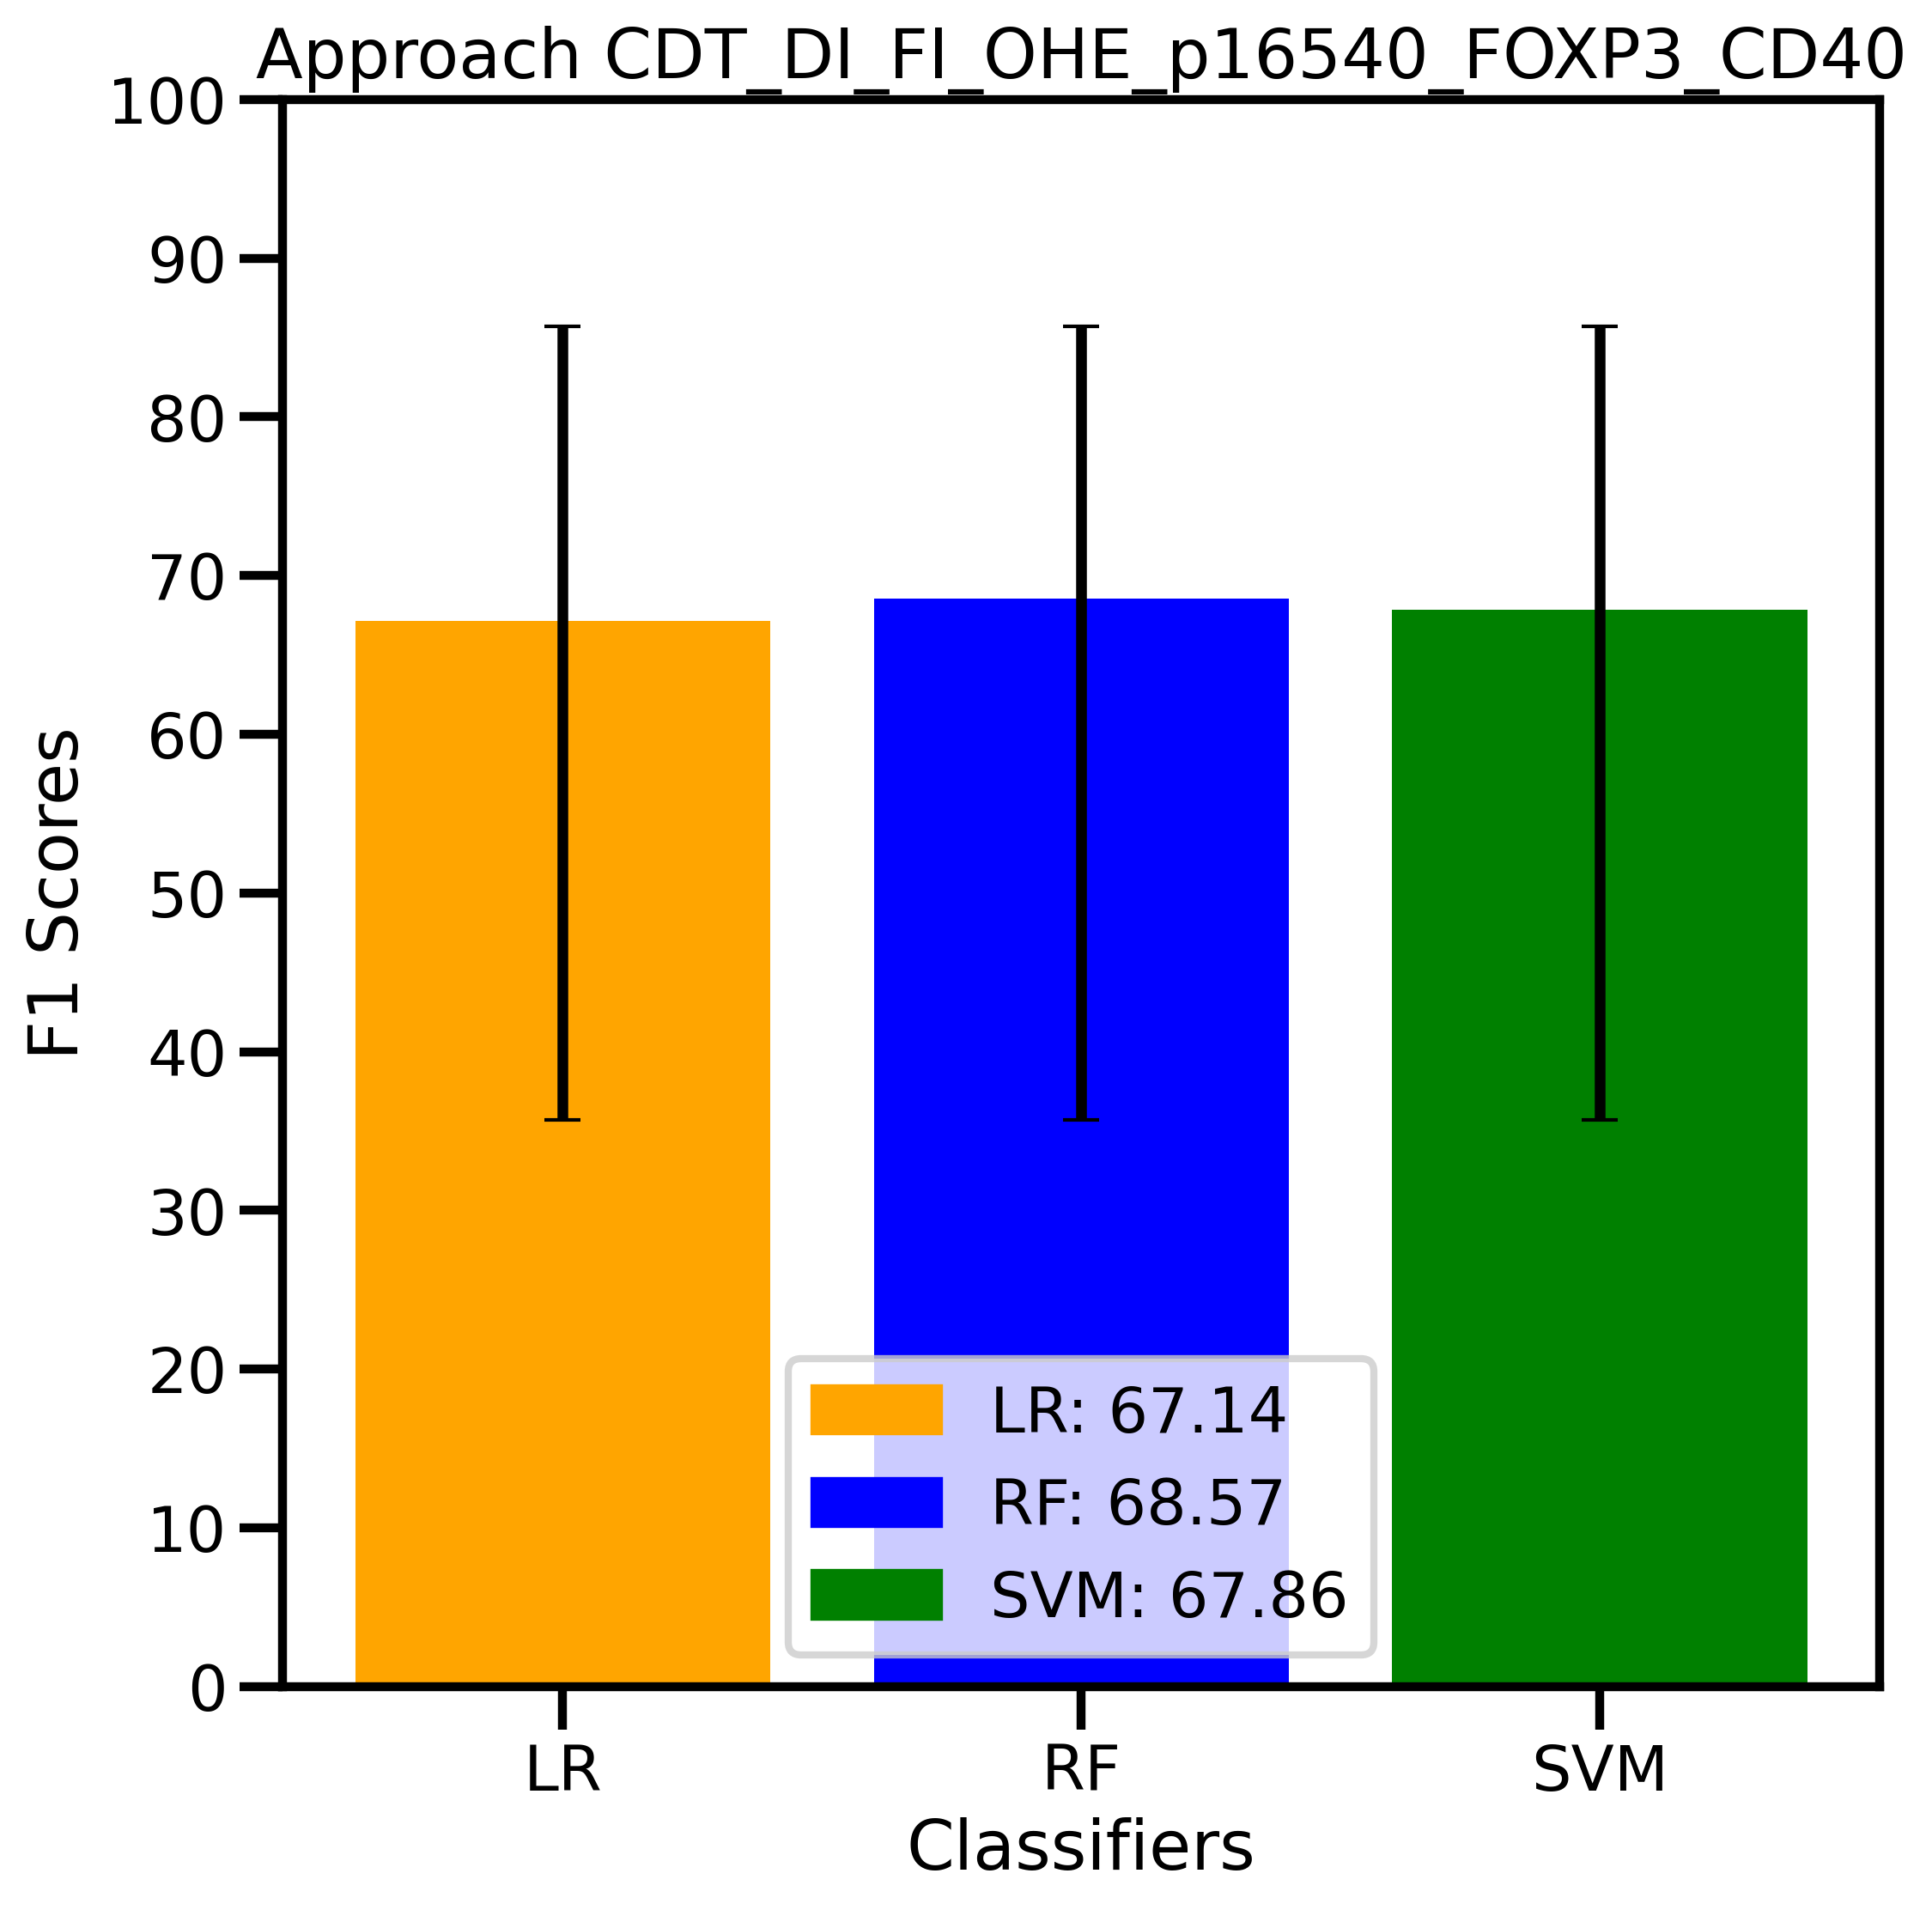 Approach CDT_DI_FI_OHE_p16540_FOXP3_CD40
100
90
80
70
60
50
40
30
20
10
0
F1 Scores
LR: 67.14
RF: 68.57
SVM: 67.86
LR RF SVM
Classifiers